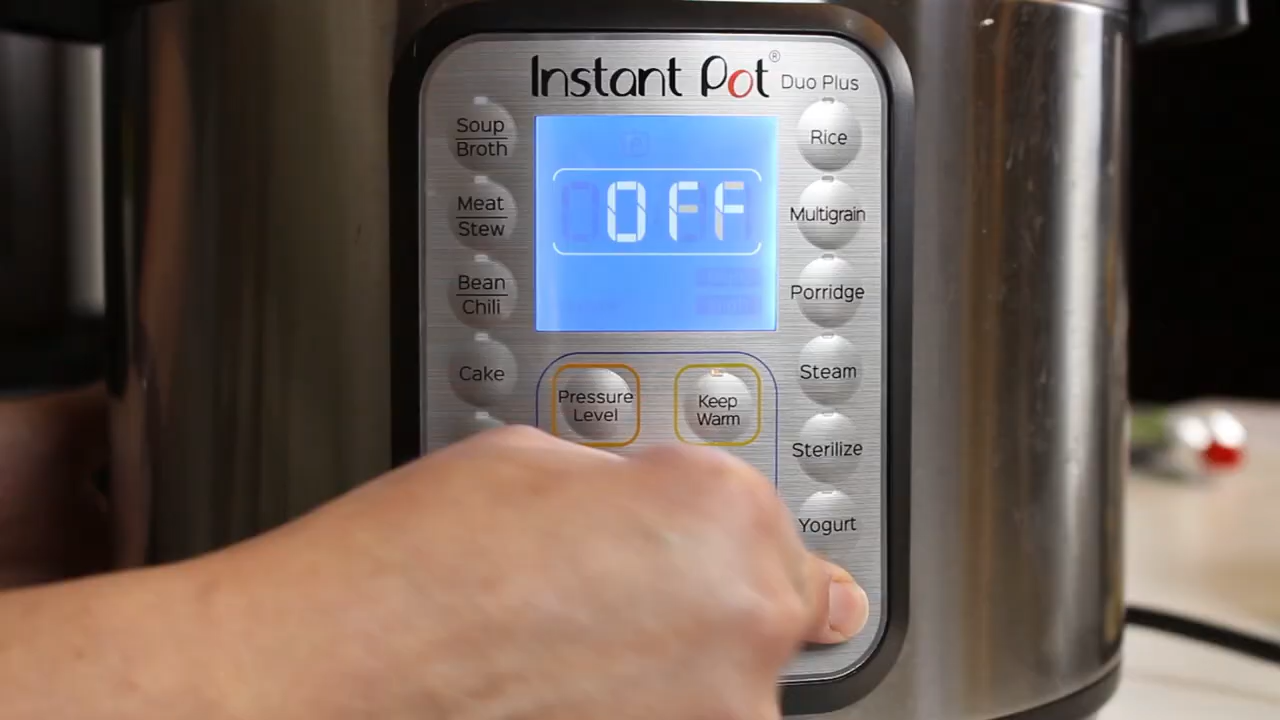 Instant Pot® Duo Plus
Soup
Broth
Meat
Stew
Bean
Chili
Cake
OFF
Pressure
Level
Keep
Warm
Rice
Multigrain
Porridge
Steam
Sterilize
Yogurt